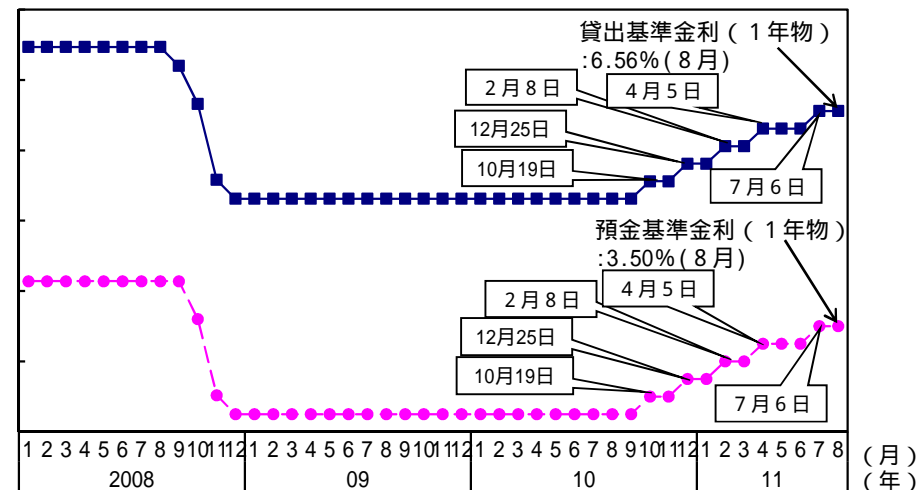 貸出基準金利（１年物）
:6.56%(８月)
２月８日
４月５日
12月25日
10月19日
７月６日
預金基準金利（１年物）
:3.50%(８月)
４月５日
２月８日
12月25日
10月19日
７月６日
1 2 3 4 5 6 7 8 9 10 11 12 1 2 3 4 5 6 7 8 9 10 11 12 1 2 3 4 5 6 7 8 9 10 11 12 1 2 3 4 5 6 7 8 （月）
2008 09 10 11 （年）